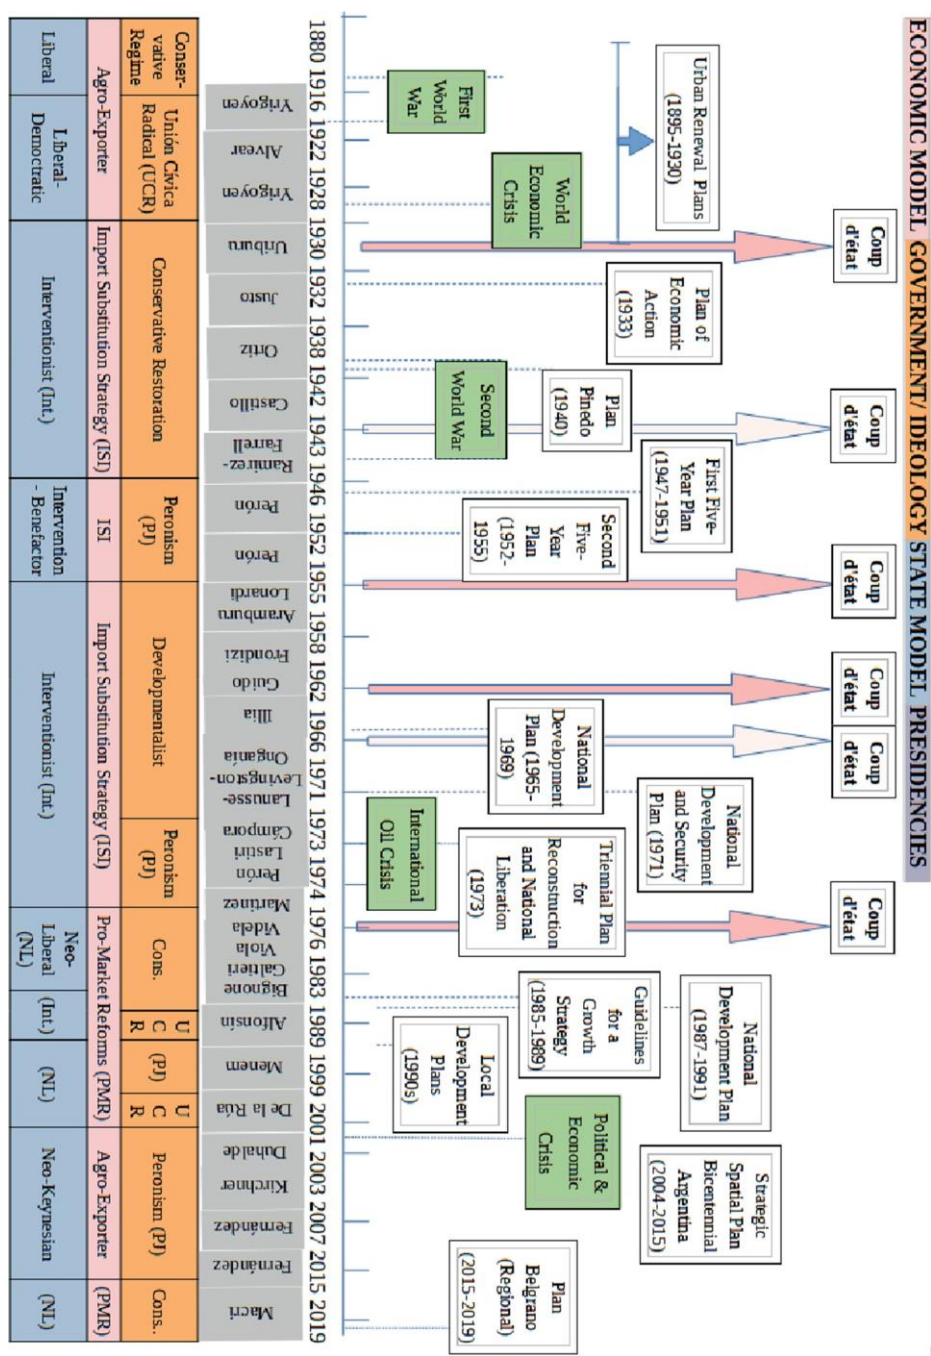 ECONOMIC MODEL GOVERNMENT/ IDEOLOGY STATE MODEL PRESIDENCIES
Coup
d'état
Coup
d'état
Coup
d'état
Coup
d'état
Coup
d'état
Coup
d'état
Urban Renewal Plans
(1895-1930)
Plan of
Economic
Action
(1933)
Plan
Pinedo
(1940)
First Five-
Year Plan
(1947-1951)
Second
Five-
Year
Plan
(1952-
1955)
National
Development
Plan (1965-
1969)
National
Development
and Security
Plan (1971)
Triennial Plan
for
Reconstruction
and National
Liberation
(1973)
Guidelines
for a
Growth
Strategy
(1985-1989)
National
Development Plan
(1987-1991)
Local
Development
Plans
(1990s)
Strategic
Spatial Plan
Bicentennial
Argentina
(2004-2015)
Plan
Belgrano
(Regional)
(2015-2019)
First
World
War
World
Economic
Crisis
Second
World War
International
Oil Crisis
Political &
Economic
Crisis
1880 1916 1922 1928 1930 1932 1938 1942 1943 1946 1952 1955 1958 1962 1966 1971 1973 1974 1976 1983 1989 1999 2001 2003 2007 2015 2019
Yrigoyen
Alvear
Yrigoyen
Uriburu
Justo
Ortiz
Castillo
Ramirez-
Farrell
Perón
Perón
Lonardi
Aramburu
Frondizi
Guido
Illia
Onganía
Levingston-
Lanusse-
Cámpora
Lastiri
Perón
Martínez
Videla
Viola
Galtieri
Bignone
Alfonsín
Menem
De la Rúa
Duhalde
Kirchner
Fernández
Fernández
Macri
Conser-
vative
Regime
Unión Cívica
Radical (UCR)
Conservative Restoration
Peronism
(PJ)
Developmentalist
Peronism
(PJ)
Cons.
U
C
R
(PJ)
U
C
R
Peronism (PJ)
Cons..
Agro-Exporter
Import Substitution Strategy (ISI)
ISI
Import Substitution Strategy (ISI)
Pro-Market Reforms (PMR)
Agro-Exporter
(PMR)
Liberal
Liberal-
Democtratic
Interventionist (Int.)
Intervention
- Benefactor
Interventionist (Int.)
Neo-
Liberal
(NL)
(Int.)
(NL)
Neo-Keynesian
(NL)